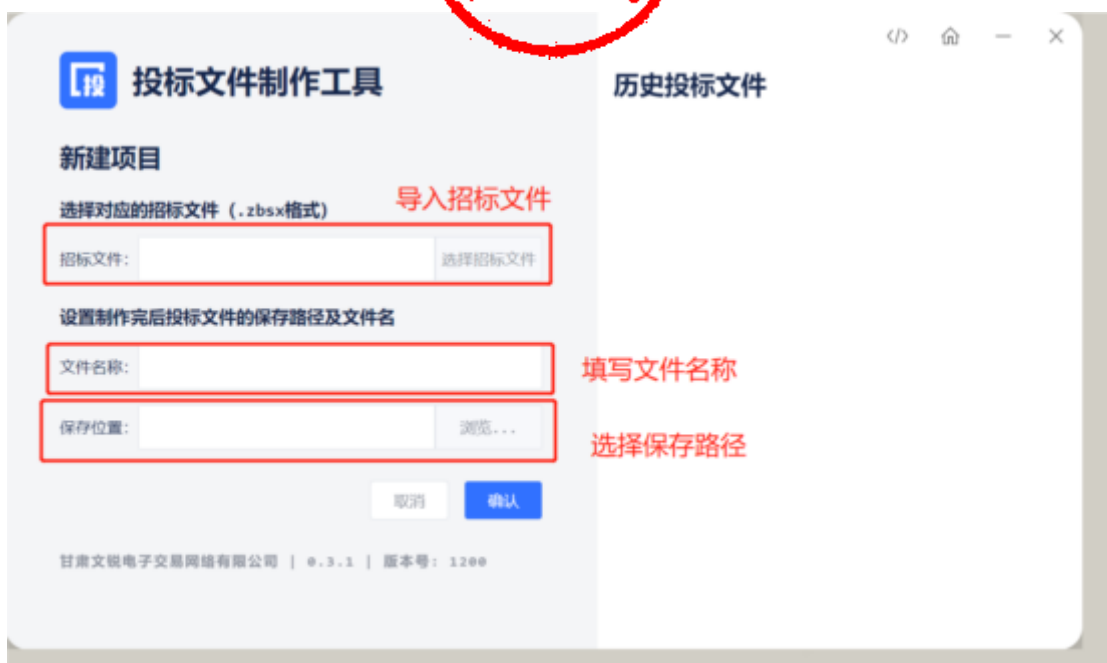 投
投标文件制作工具
历史投标文件
新建项目
选择对应的招标文件（.zbsx格式）
导入招标文件
招标文件：
选择招标文件
设置制作完后投标文件的保存路径及文件名
文件名称：
填写文件名称
保存位置：
浏览...
选择保存路径
取消
确认
甘肃文锐电子交易网络有限公司 | 0.3.1 | 版本号: 1200